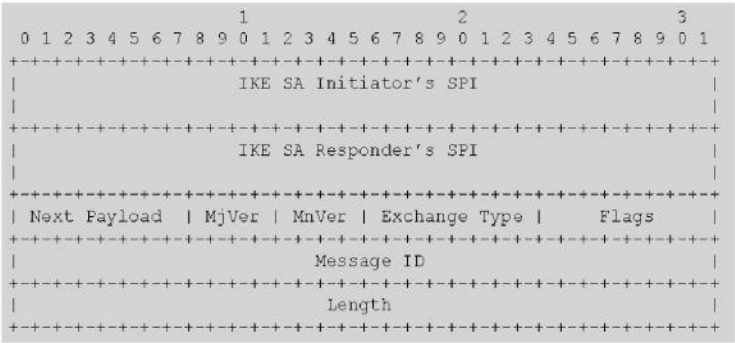 1                   2                   3
 0 1 2 3 4 5 6 7 8 9 0 1 2 3 4 5 6 7 8 9 0 1 2 3 4 5 6 7 8 9 0 1
+-+-+-+-+-+-+-+-+-+-+-+-+-+-+-+-+-+-+-+-+-+-+-+-+-+-+-+-+-+-+-+-+
|                    IKE SA Initiator's SPI                     |
|                                                               |
+-+-+-+-+-+-+-+-+-+-+-+-+-+-+-+-+-+-+-+-+-+-+-+-+-+-+-+-+-+-+-+-+
|                    IKE SA Responder's SPI                     |
|                                                               |
+-+-+-+-+-+-+-+-+-+-+-+-+-+-+-+-+-+-+-+-+-+-+-+-+-+-+-+-+-+-+-+-+
| Next Payload  | MjVer | MnVer | Exchange Type |     Flags     |
+-+-+-+-+-+-+-+-+-+-+-+-+-+-+-+-+-+-+-+-+-+-+-+-+-+-+-+-+-+-+-+-+
|                          Message ID                           |
+-+-+-+-+-+-+-+-+-+-+-+-+-+-+-+-+-+-+-+-+-+-+-+-+-+-+-+-+-+-+-+-+
|                            Length                             |
+-+-+-+-+-+-+-+-+-+-+-+-+-+-+-+-+-+-+-+-+-+-+-+-+-+-+-+-+-+-+-+-+